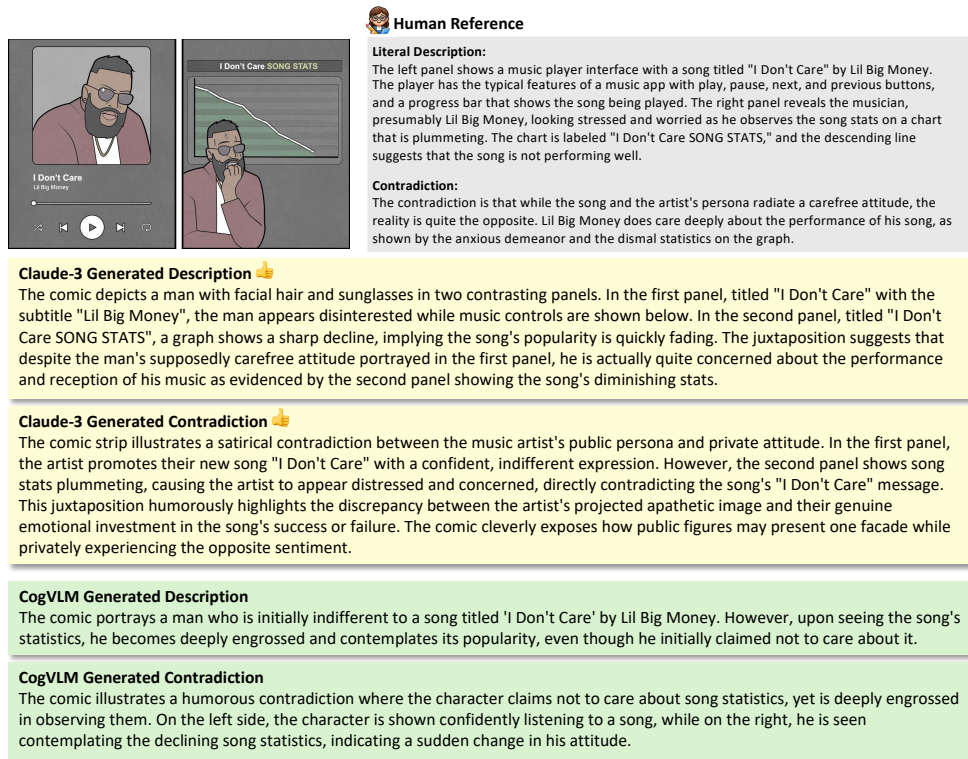 Human Reference
I Don't Care
Lil Big Money
I Don't Care SONG STATS
Literal Description:
The left panel shows a music player interface with a song titled "I Don't Care" by Lil Big Money.
The player has the typical features of a music app with play, pause, next, and previous buttons,
and a progress bar that shows the song being played. The right panel reveals the musician,
presumably Lil Big Money, looking stressed and worried as he observes the song stats on a chart
that is plummeting. The chart is labeled "I Don't Care SONG STATS," and the descending line
suggests that the song is not performing well.
Contradiction:
The contradiction is that while the song and the artist's persona radiate a carefree attitude, the
reality is quite the opposite. Lil Big Money does care deeply about the performance of his song, as
shown by the anxious demeanor and the dismal statistics on the graph.
Claude-3 Generated Description
The comic depicts a man with facial hair and sunglasses in two contrasting panels. In the first panel, titled "I Don't Care" with the
subtitle "Lil Big Money", the man appears disinterested while music controls are shown below. In the second panel, titled "I Don't
Care SONG STATS", a graph shows a sharp decline, implying the song's popularity is quickly fading. The juxtaposition suggests that
despite the man's supposedly carefree attitude portrayed in the first panel, he is actually quite concerned about the performance
and reception of his music as evidenced by the second panel showing the song's diminishing stats.
Claude-3 Generated Contradiction
The comic strip illustrates a satirical contradiction between the music artist's public persona and private attitude. In the first panel,
the artist promotes their new song "I Don't Care" with a confident, indifferent expression. However, the second panel shows song
stats plummeting, causing the artist to appear distressed and concerned, directly contradicting the song's "I Don't Care" message.
This juxtaposition humorously highlights the discrepancy between the artist's projected apathetic image and their genuine
emotional investment in the song's success or failure. The comic cleverly exposes how public figures may present one facade while
privately experiencing the opposite sentiment.
CogVLM Generated Description
The comic portrays a man who is initially indifferent to a song titled 'I Don't Care' by Lil Big Money. However, upon seeing the song's
statistics, he becomes deeply engrossed and contemplates its popularity, even though he initially claimed not to care about it.
CogVLM Generated Contradiction
The comic illustrates a humorous contradiction where the character claims not to care about song statistics, yet is deeply engrossed
in observing them. On the left side, the character is shown confidently listening to a song, while on the right, he is seen
contemplating the declining song statistics, indicating a sudden change in his attitude.